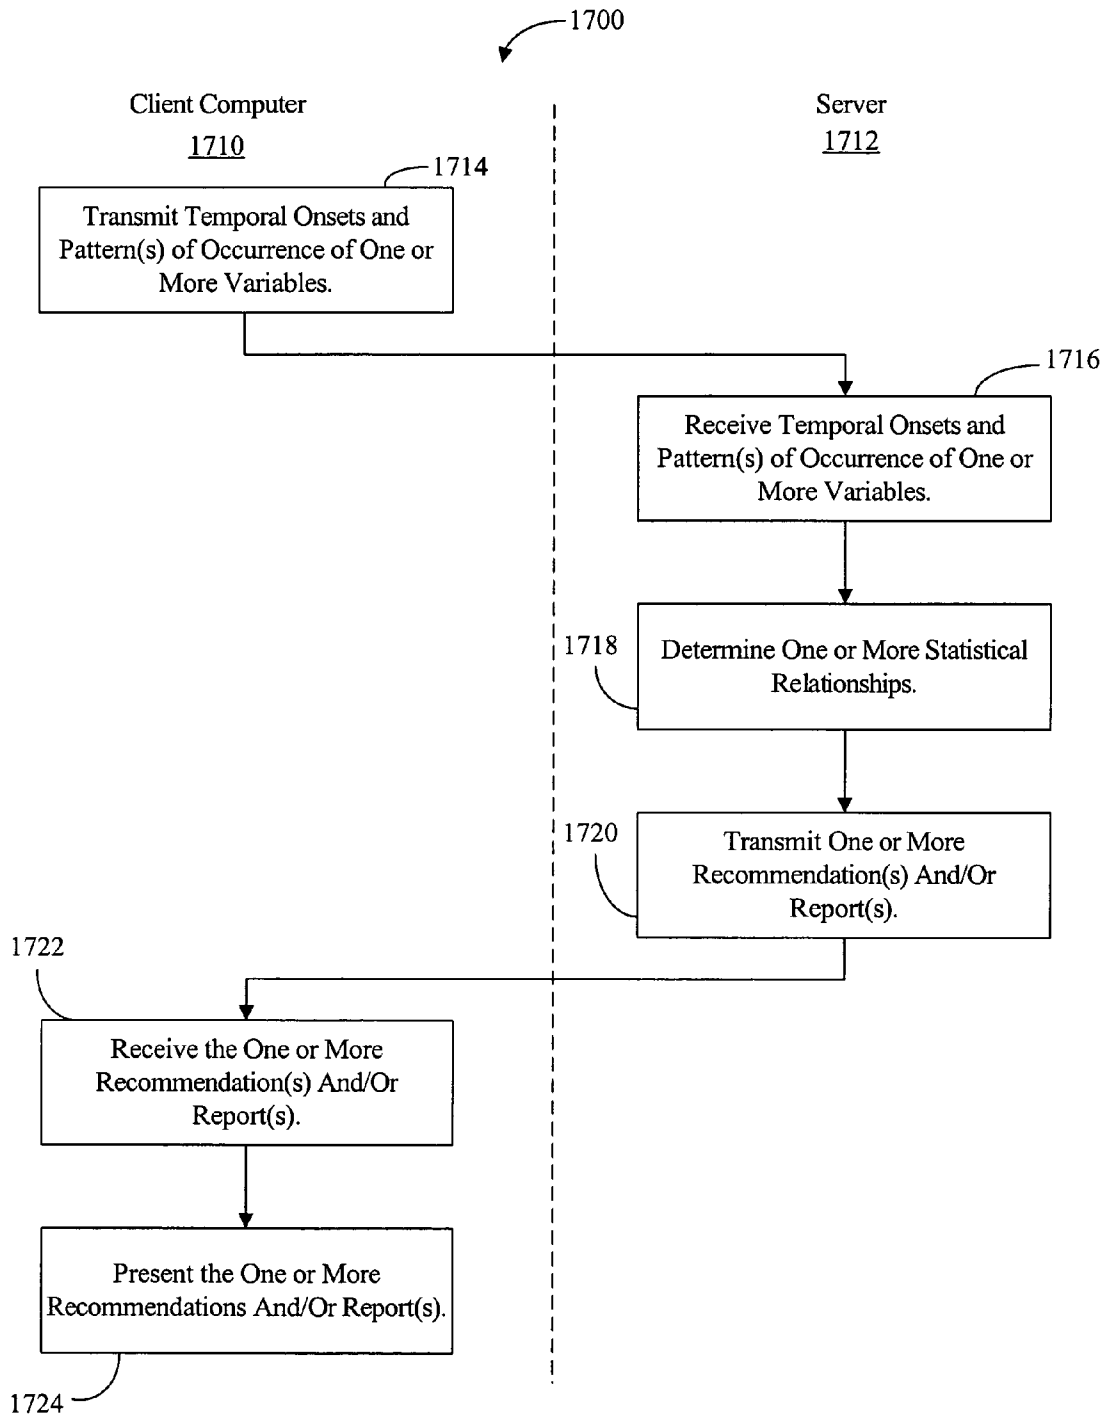 1700
Client Computer
1710
Server
1712
1714
Transmit Temporal Onsets and
Pattern(s) of Occurrence of One or
More Variables.
1716
Receive Temporal Onsets and
Pattern(s) of Occurrence of One or
More Variables.
1718
Determine One or More Statistical
Relationships.
1720
Transmit One or More
Recommendation(s) And/Or
Report(s).
1722
Receive the One or More
Recommendation(s) And/Or
Report(s).
Present the One or More
Recommendations And/Or Report(s).
1724